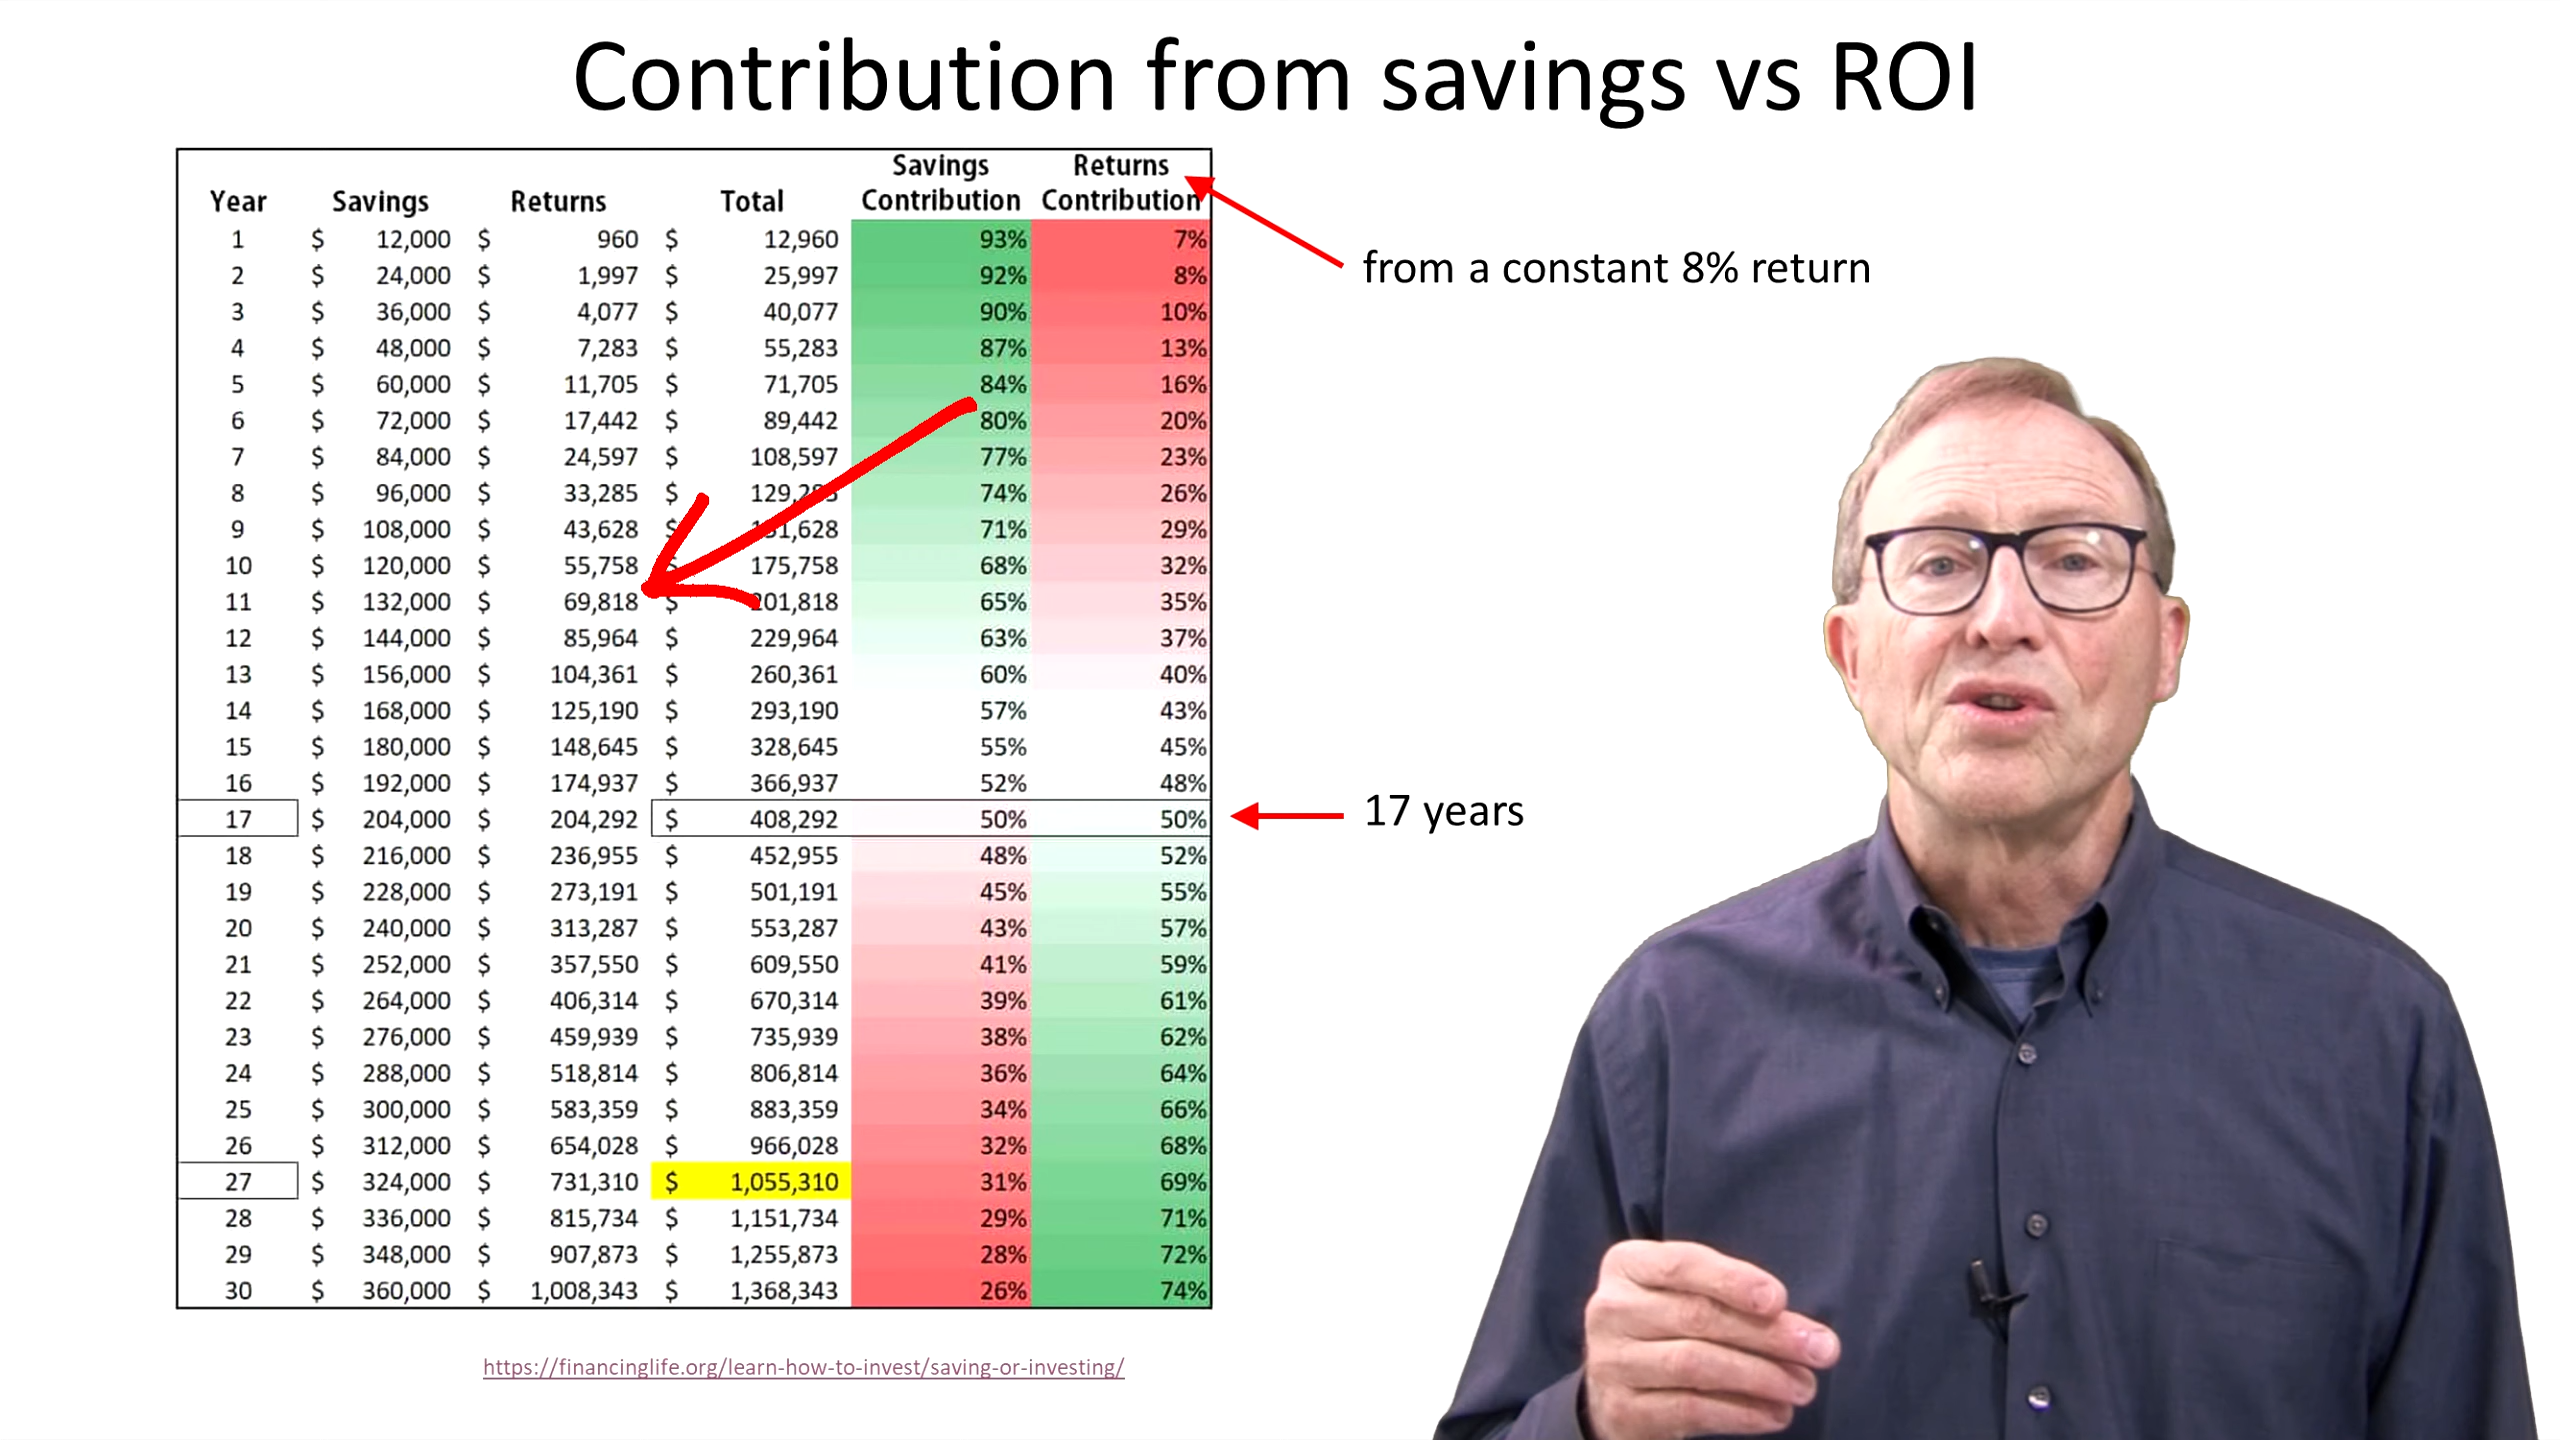 Contribution from savings vs ROI
Savings Returns
Year Savings Returns Total Contribution Contribution
1 $ 12,000 $ 960 $ 12,960 93% 7%
2 $ 24,000 $ 1,997 $ 25,997 92% 8%
3 $ 36,000 $ 4,077 $ 40,077 90% 10%
4 $ 48,000 $ 7,283 $ 55,283 87% 13%
5 $ 60,000 $ 11,705 $ 71,705 84% 16%
6 $ 72,000 $ 17,442 $ 89,442 80% 20%
7 $ 84,000 $ 24,597 $ 108,597 77% 23%
8 $ 96,000 $ 33,285 $ 74% 26%
9 $ 108,000 $ 43,628 $ 71% 29%
10 $ 120,000 $ 55,758 $ 175,758 68% 32%
11 $ 132,000 $ 69,818 $ 201,818 65% 35%
12 $ 144,000 $ 85,964 $ 229,964 63% 37%
13 $ 156,000 $ 104,361 $ 260,361 60% 40%
14 $ 168,000 $ 125,190 $ 293,190 57% 43%
15 $ 180,000 $ 148,645 $ 328,645 55% 45%
16 $ 192,000 $ 174,937 $ 366,937 52% 48%
17 $ 204,000 $ 204,292 $ 408,292 50% 50%
18 $ 216,000 $ 236,955 $ 452,955 48% 52%
19 $ 228,000 $ 273,191 $ 501,191 45% 55%
20 $ 240,000 $ 313,287 $ 553,287 43% 57%
21 $ 252,000 $ 357,550 $ 609,550 41% 59%
22 $ 264,000 $ 406,314 $ 670,314 39% 61%
23 $ 276,000 $ 459,939 $ 735,939 38% 62%
24 $ 288,000 $ 518,814 $ 806,814 36% 64%
25 $ 300,000 $ 583,359 $ 883,359 34% 66%
26 $ 312,000 $ 654,028 $ 966,028 32% 68%
27 $ 324,000 $ 731,310 $ 1,055,310 31% 69%
28 $ 336,000 $ 815,734 $ 1,151,734 29% 71%
29 $ 348,000 $ 907,873 $ 1,255,873 28% 72%
30 $ 360,000 $ 1,008,343 $ 1,368,343 26% 74%
from a constant 8% return
17 years
https://financinglife.org/learn-how-to-invest/saving-or-investing/